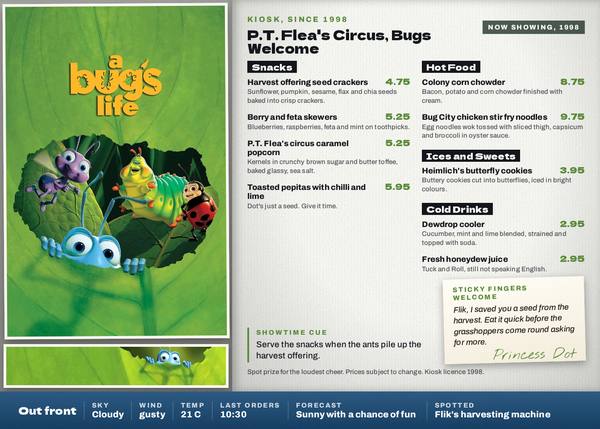 a
bug's
life
KIOSK, SINCE 1998
P.T. Flea's Circus, Bugs
Welcome
NOW SHOWING, 1998
Snacks
Harvest offering seed crackers 4.75
Sunflower, pumpkin, sesame, flax and chia seeds
baked into crisp crackers.
Berry and feta skewers 5.25
Blueberries, raspberries, feta and mint on toothpicks.
P.T. Flea's circus caramel 5.25
popcorn
Kernels in crunchy brown sugar and butter toffee,
baked glassy, sea salt.
Toasted pepitas with chilli and 5.95
lime
Dot's just a seed. Give it time.
Hot Food
Colony corn chowder 8.75
Bacon, potato and corn chowder finished with
cream.
Bug City chicken stir fry noodles 9.75
Egg noodles wok tossed with sliced thigh, capsicum
and broccoli in oyster sauce.
Ices and Sweets
Heimlich's butterfly cookies 3.95
Buttery cookies cut into butterflies, iced in bright
colours.
Cold Drinks
Dewdrop cooler 2.95
Cucumber, mint and lime blended, strained and
topped with soda.
Fresh honeydew juice 2.95
Tuck and Roll, still not speaking English.
STICKY FINGERS
WELCOME
Flik, I saved you a seed from the
harvest. Eat it quick before the
grasshoppers come round asking
for more.
Princess Dot
SHOWTIME CUE
Serve the snacks when the ants pile up the
harvest offering.
Spot prize for the loudest cheer. Prices subject to change. Kiosk licence 1998.
Out front
SKY
Cloudy
WIND
gusty
TEMP
21 C
LAST ORDERS
10:30
FORECAST
Sunny with a chance of fun
SPOTTED
Flik's harvesting machine